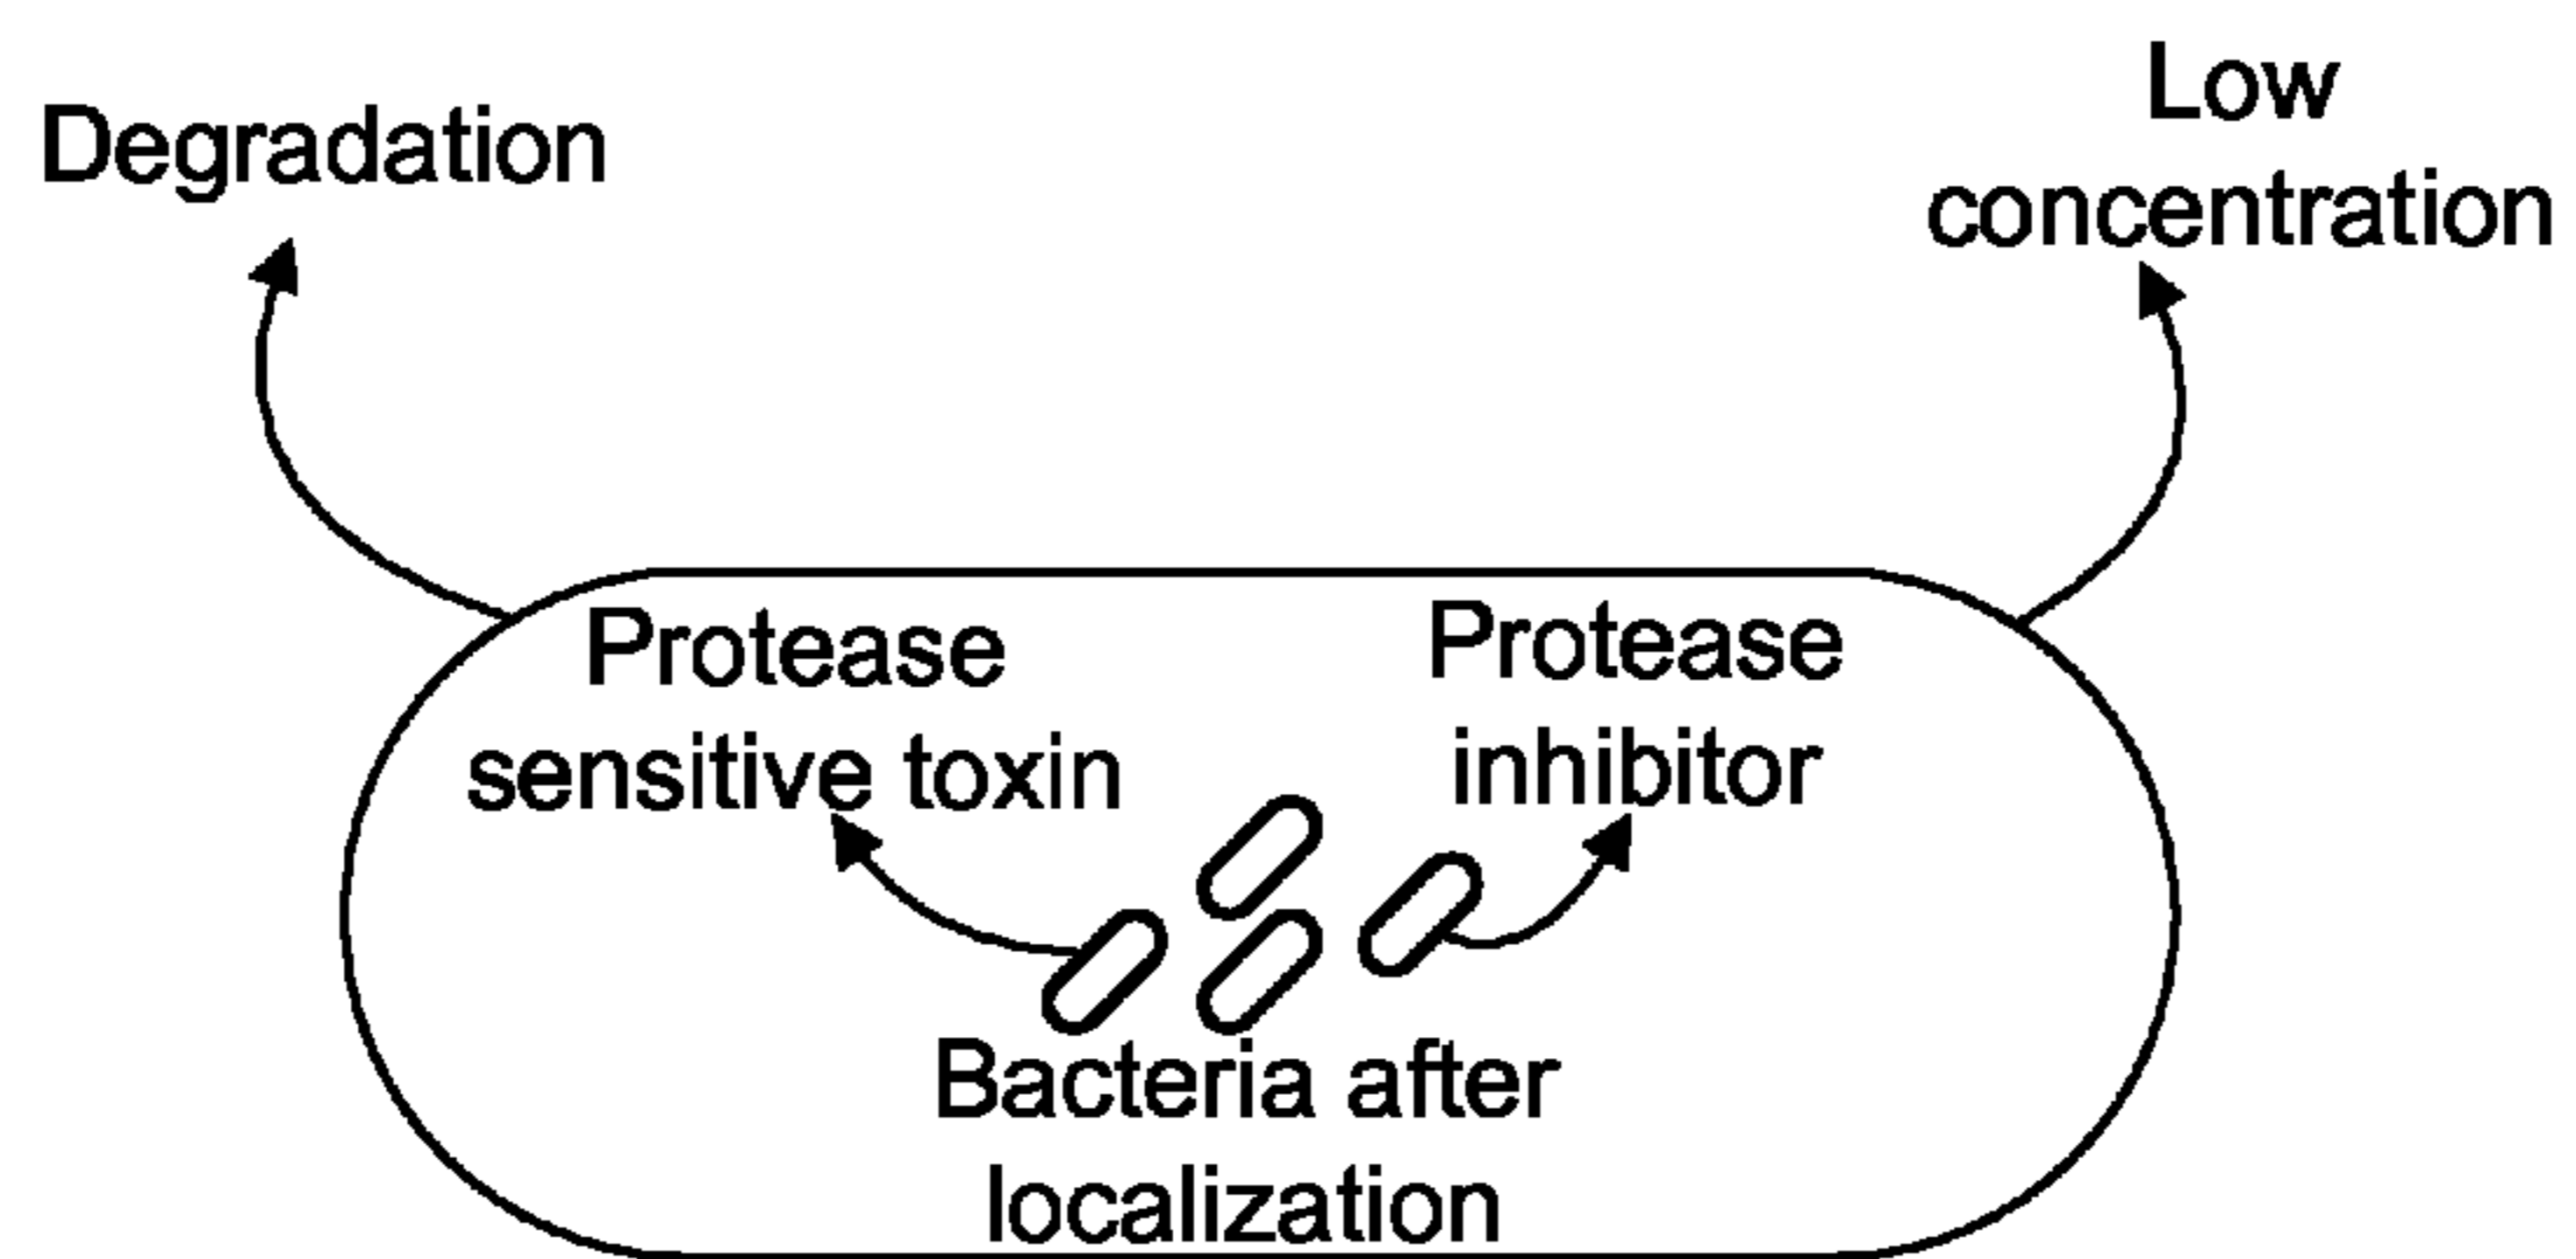 Degradation
Low
concentration
Protease
sensitive toxin
Protease
inhibitor
Bacteria after
localization